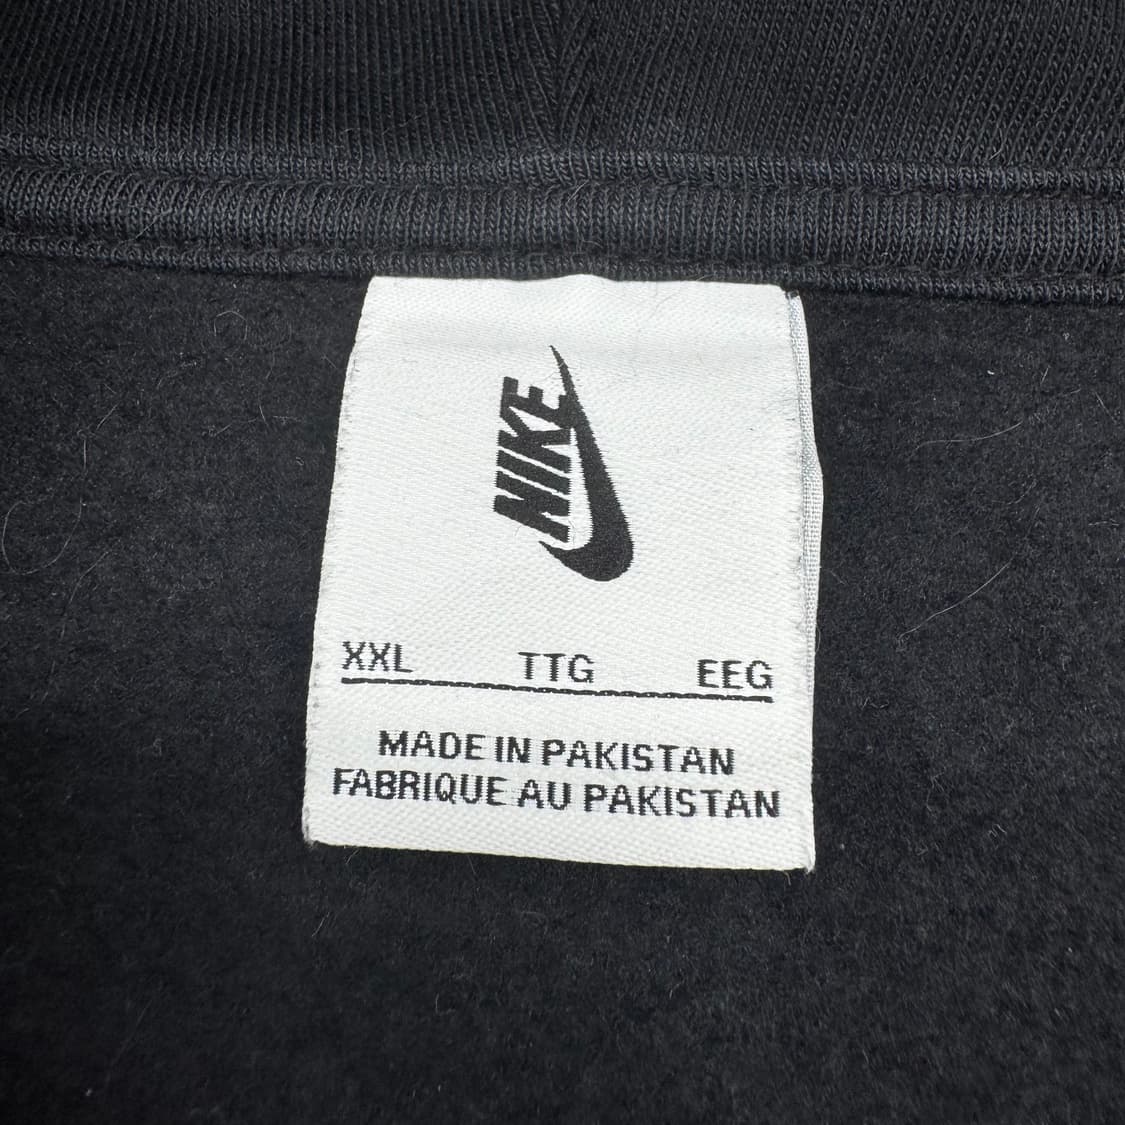 NIKE
XXL TTG EEG
MADE IN PAKISTAN
FABRIQUE AU PAKISTAN